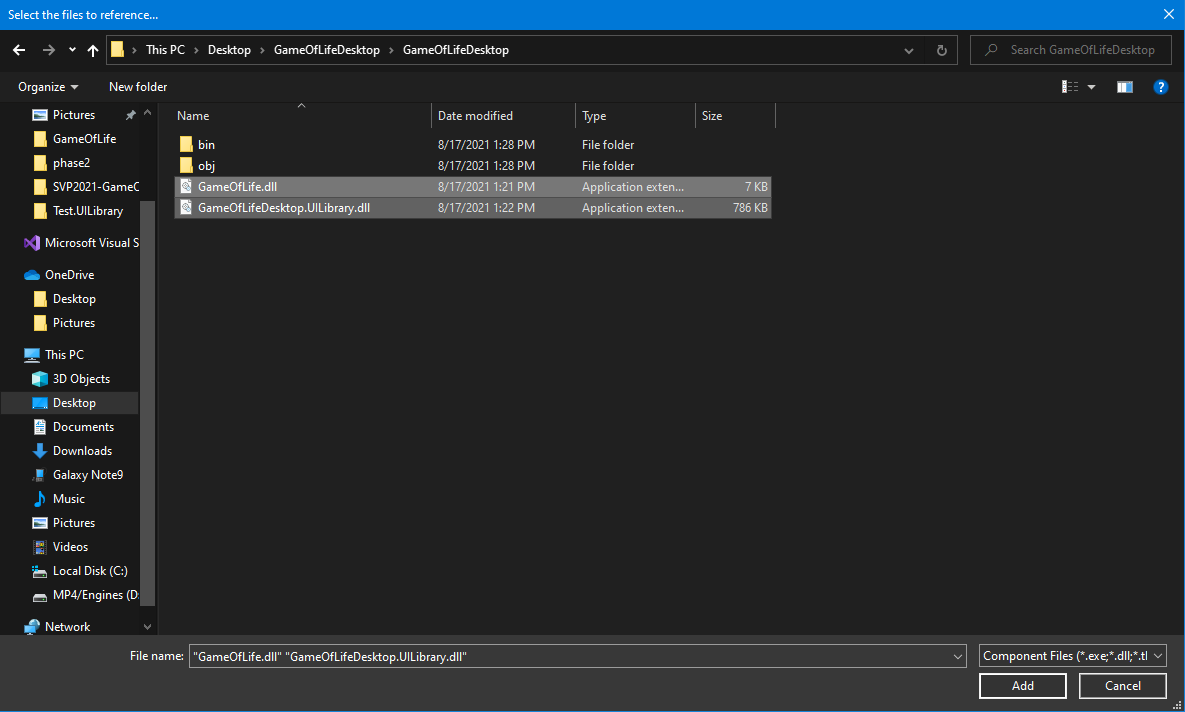 Select the files to reference...
This PC > Desktop > GameOfLifeDesktop > GameOfLifeDesktop
Search GameOfLifeDesktop
Organize
New folder
Pictures
GameOfLife
phase2
SVP2021-GameO
Test.UILibrary
Microsoft Visual S
OneDrive
Desktop
Pictures
This PC
3D Objects
Desktop
Documents
Downloads
Galaxy Note9
Music
Pictures
Videos
Local Disk (C:)
MP4/Engines (D:
Network
Name Date modified Type Size
bin 8/17/2021 1:28 PM File folder
obj 8/17/2021 1:28 PM File folder
GameOfLife.dll 8/17/2021 1:21 PM Application exten... 7 KB
GameOfLifeDesktop.UILibrary.dll 8/17/2021 1:22 PM Application exten... 786 KB
File name: "GameOfLife.dll" "GameOfLifeDesktop.UILibrary.dll"
Component Files (*.exe;*.dll;*.tl
Add
Cancel